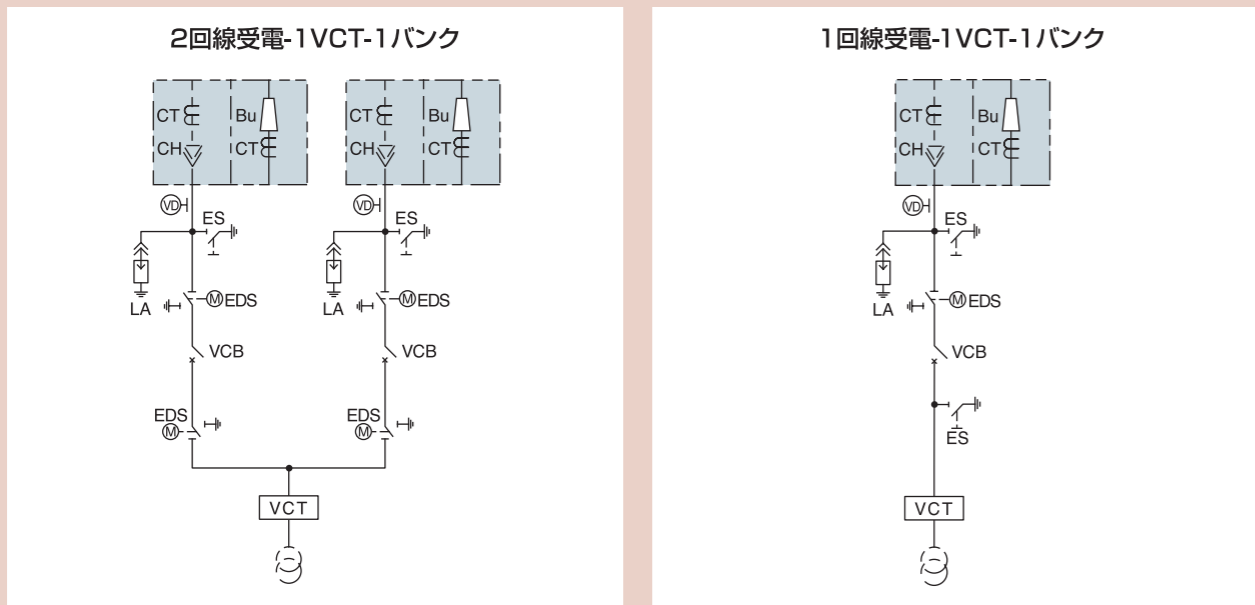 2回線受電-1VCT-1バンク
CT
Bu
CH
CT
VD
ES
LA
M
EDS
VCB
EDS
M
CT
Bu
CH
CT
VD
ES
LA
M
EDS
VCB
EDS
M
VCT
1回線受電-1VCT-1バンク
CT
Bu
CH
CT
VD
ES
LA
M
EDS
VCB
ES
VCT